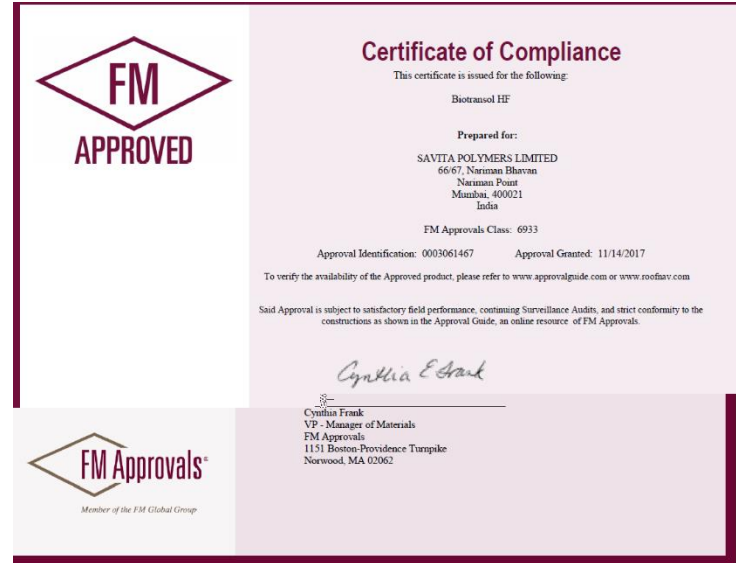 FM
APPROVED
Certificate of Compliance
This certificate is issued for the following:
Biotransol HF
Prepared for:
SAVITA POLYMERS LIMITED
66/67, Nariman Bhavan
Nariman Point
Mumbai, 400021
India
FM Approvals Class: 6933
Approval Identification: 0003061467 Approval Granted: 11/14/2017
To verify the availability of the Approved product, please refer to www.approvalguide.com or www.roofnav.com
Said Approval is subject to satisfactory field performance, continuing Surveillance Audits, and strict conformity to the
constructions as shown in the Approval Guide, an online resource of FM Approvals.
Cynthia E Frank
Cynthia Frank
VP - Manager of Materials
FM Approvals
1151 Boston-Providence Turnpike
Norwood, MA 02062
FM Approvals®
Member of the FM Global Group